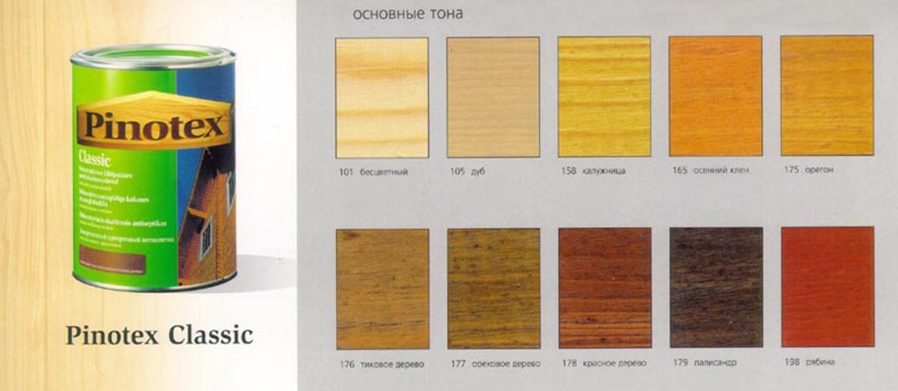 основные тона
Pinotex
Classic
101 бесцветный
105 дуб
158 калужница
165 осенний клен
175 орегон
176 тиковое дерево
177 ореховое дерево
178 красное дерево
179 палисандр
198 рябина
Pinotex Classic